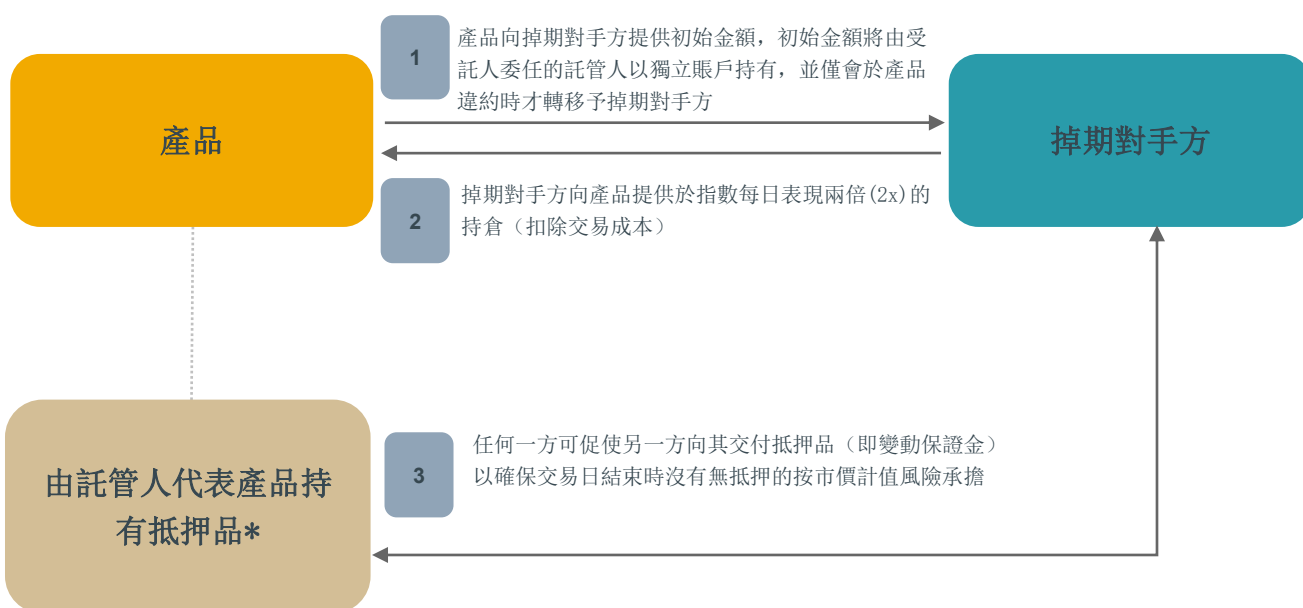 1
產品向掉期對手方提供初始金額，初始金額將由受
託人委任的託管人以獨立賬戶持有，並僅會於產品
違約時才轉移予掉期對手方
產品
掉期對手方
2
掉期對手方向產品提供於指數每日表現兩倍(2x)的
持倉（扣除交易成本）
由託管人代表產品持
有抵押品*
3
任何一方可促使另一方向其交付抵押品（即變動保證金）
以確保交易日結束時沒有無抵押的按市價計值風險承擔